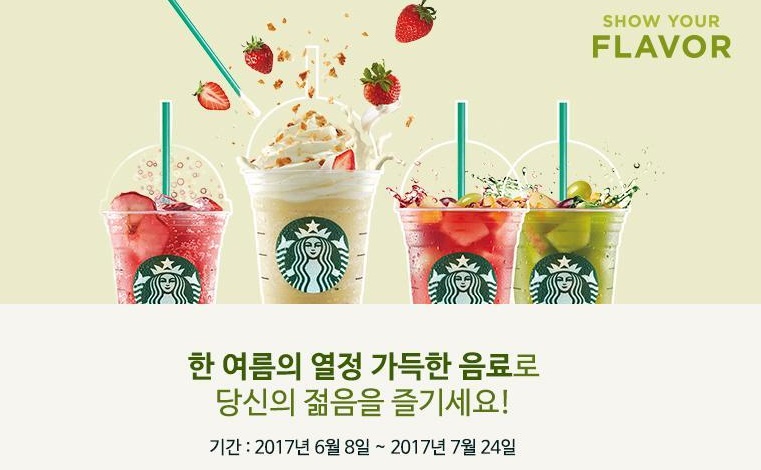 SHOW YOUR
FLAVOR
한 여름의 열정 가득한 음료로
당신의 젊음을 즐기세요!
기간 : 2017년 6월 8일 ~ 2017년 7월 24일